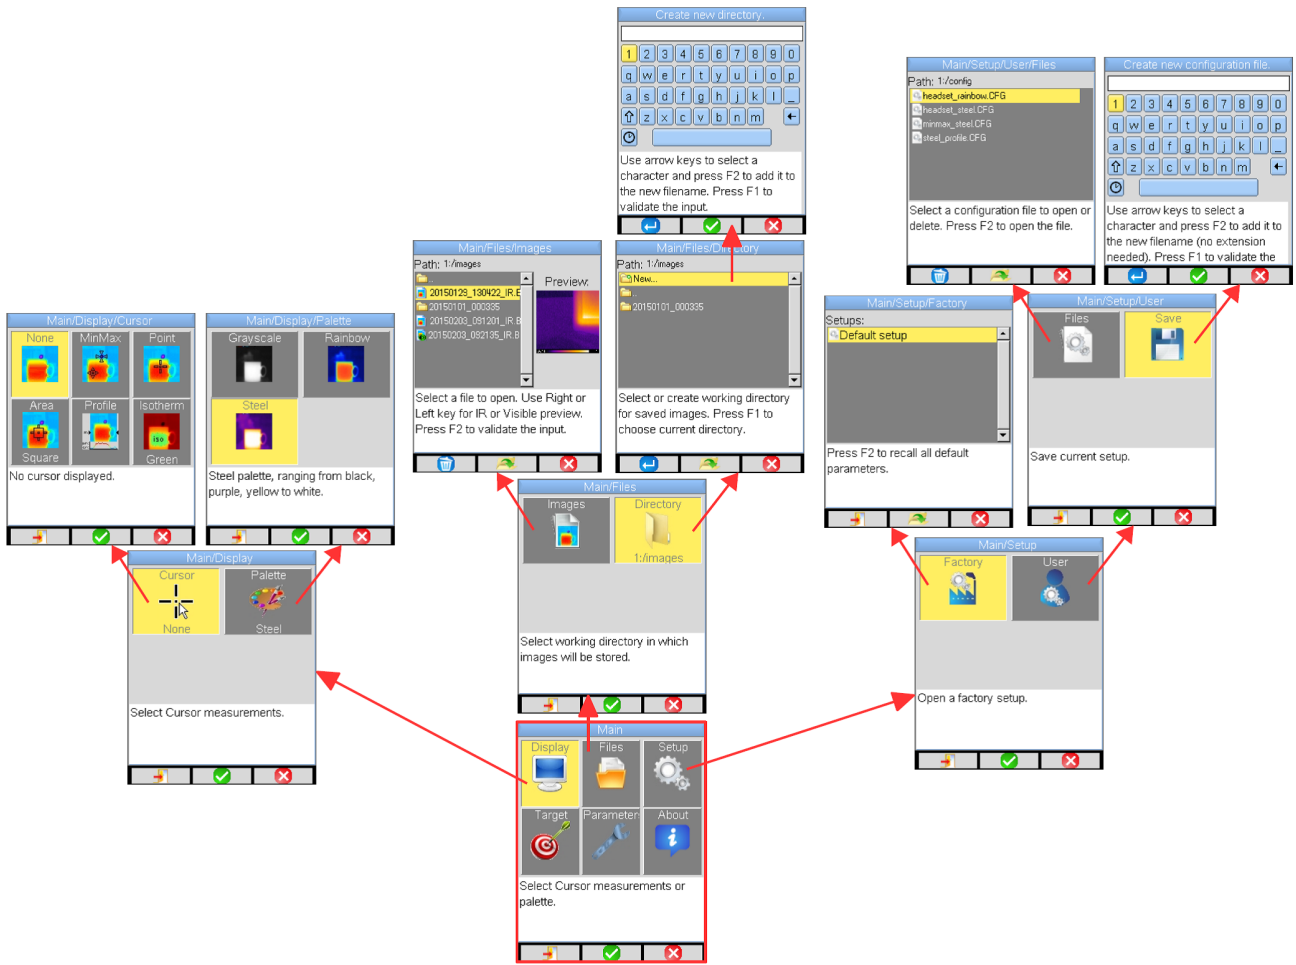 Create new directory.
1 2 3 4 5 6 7 8 9 0
q w e r t y u i o p
a s d f g h j k l _
z x c v b n m
Use arrow keys to select a
character and press F2 to add it to
the new filename. Press F1 to
validate the input.
Main/Setup/User/Files
Path: 1:/config
headset_rainbow.CFG
headset_steel.CFG
minmax_steel.CFG
steel_profile.CFG
Select a configuration file to open or
delete. Press F2 to open the file.
Create new configuration file.
1 2 3 4 5 6 7 8 9 0
q w e r t y u i o p
a s d f g h j k l _
z x c v b n m
Use arrow keys to select a
character and press F2 to add it to
the new filename (no extension
needed). Press F1 to validate the
Main/Files/Images
Path: 1:/images
..
20150129_130422_IR.B
20150101_000335
20150203_091201_IR.B
20150203_092135_IR.B
Preview:
Select a file to open. Use Right or
Left key for IR or Visible preview.
Press F2 to validate the input.
Main/Files/Directory
Path: 1:/images
New...
..
20150101_000335
Select or create working directory
for saved images. Press F1 to
choose current directory.
Main/Setup/Factory
Setups:
Default setup
Press F2 to recall all default
parameters.
Main/Setup/User
Files Save
Save current setup.
Main/Display/Cursor
None MinMax Point
Area Profile Isotherm
iso
Square Green
No cursor displayed.
Main/Display/Palette
Grayscale Rainbow
Steel
Steel palette, ranging from black,
purple, yellow to white.
Main/Files
Images Directory
1:/images
Select working directory in which
images will be stored.
Main/Setup
Factory User
Open a factory setup.
Main/Display
Cursor Palette
None Steel
Select Cursor measurements.
Main
Display Files Setup
Target Parameter About
Select Cursor measurements or
palette.